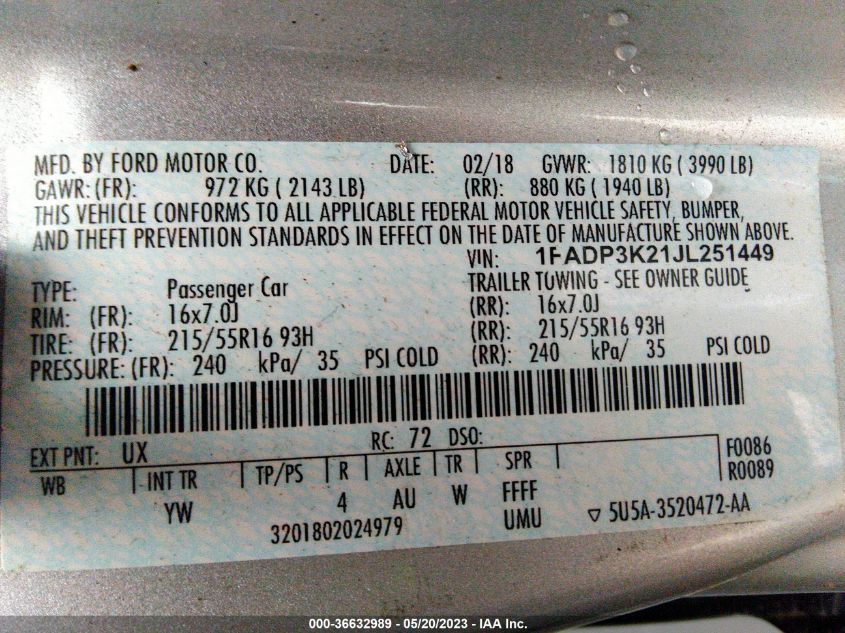 MFD. BY FORD MOTOR CO. DATE: 02/18 GVWR: 1810 KG ( 3990 LB)
GAWR: (FR): 972 KG ( 2143 LB) (RR): 880 KG ( 1940 LB)
THIS VEHICLE CONFORMS TO ALL APPLICABLE FEDERAL MOTOR VEHICLE SAFETY, BUMPER,
AND THEFT PREVENTION STANDARDS IN EFFECT ON THE DATE OF MANUFACTURE SHOWN ABOVE.
VIN: 1FADP3K21JL251449
TYPE: Passenger Car TRAILER TOWING - SEE OWNER GUIDE
RIM: (FR): 16x7.0J (RR): 16x7.0J
TIRE: (FR): 215/55R16 93H (RR): 215/55R16 93H
PRESSURE: (FR): 240 kPa/ 35 PSI COLD (RR): 240 kPa/ 35 PSI COLD
EXT PNT: UX RC: 72 DSO:
WB INT TR TP/PS R AXLE TR SPR F0086
YW 4 AU W FFFF R0089
3201802024979 UMU ▽ 5U5A-3520472-AA
000-36632989 - 05/20/2023 - IAA Inc.